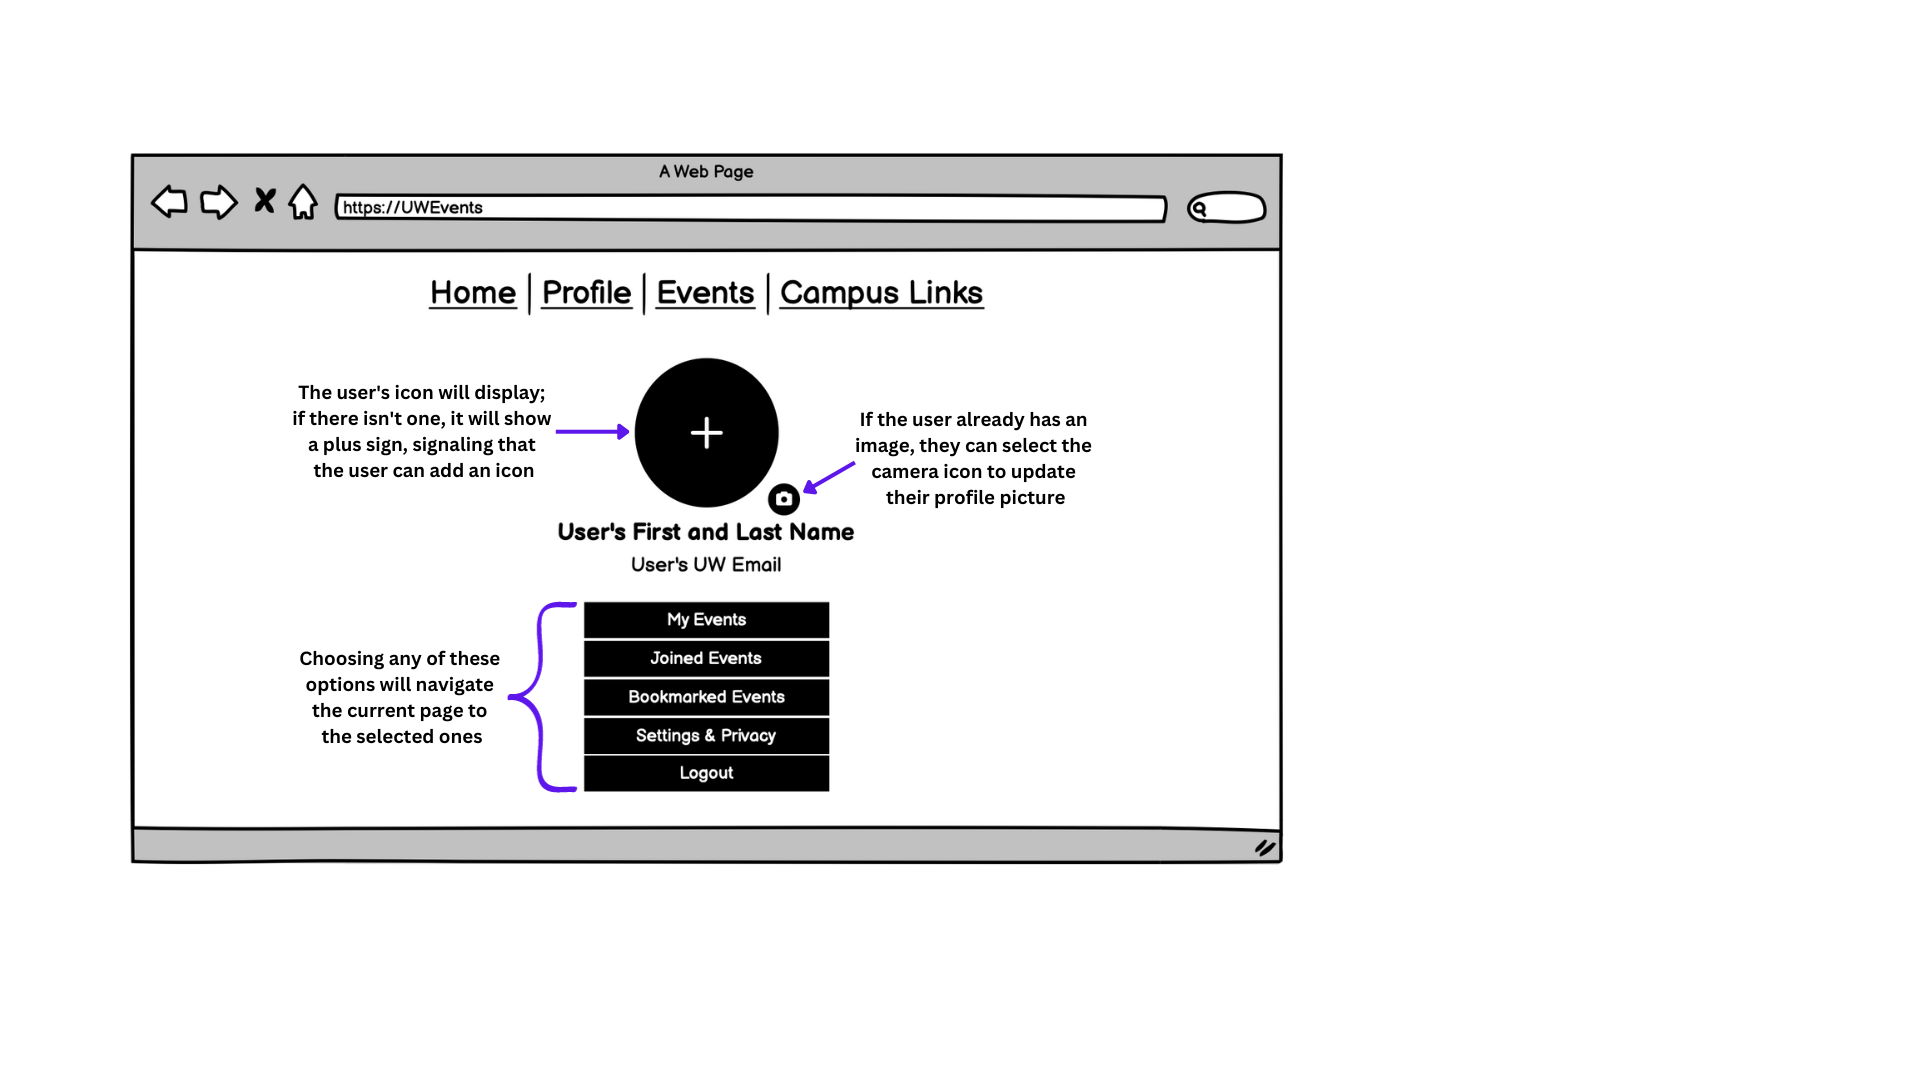 A Web Page
https://UWEvents
Home | Profile | Events | Campus Links
The user's icon will display;
if there isn't one, it will show
a plus sign, signaling that
the user can add an icon
If the user already has an
image, they can select the
camera icon to update
their profile picture
User's First and Last Name
User's UW Email
Choosing any of these
options will navigate
the current page to
the selected ones
My Events
Joined Events
Bookmarked Events
Settings & Privacy
Logout